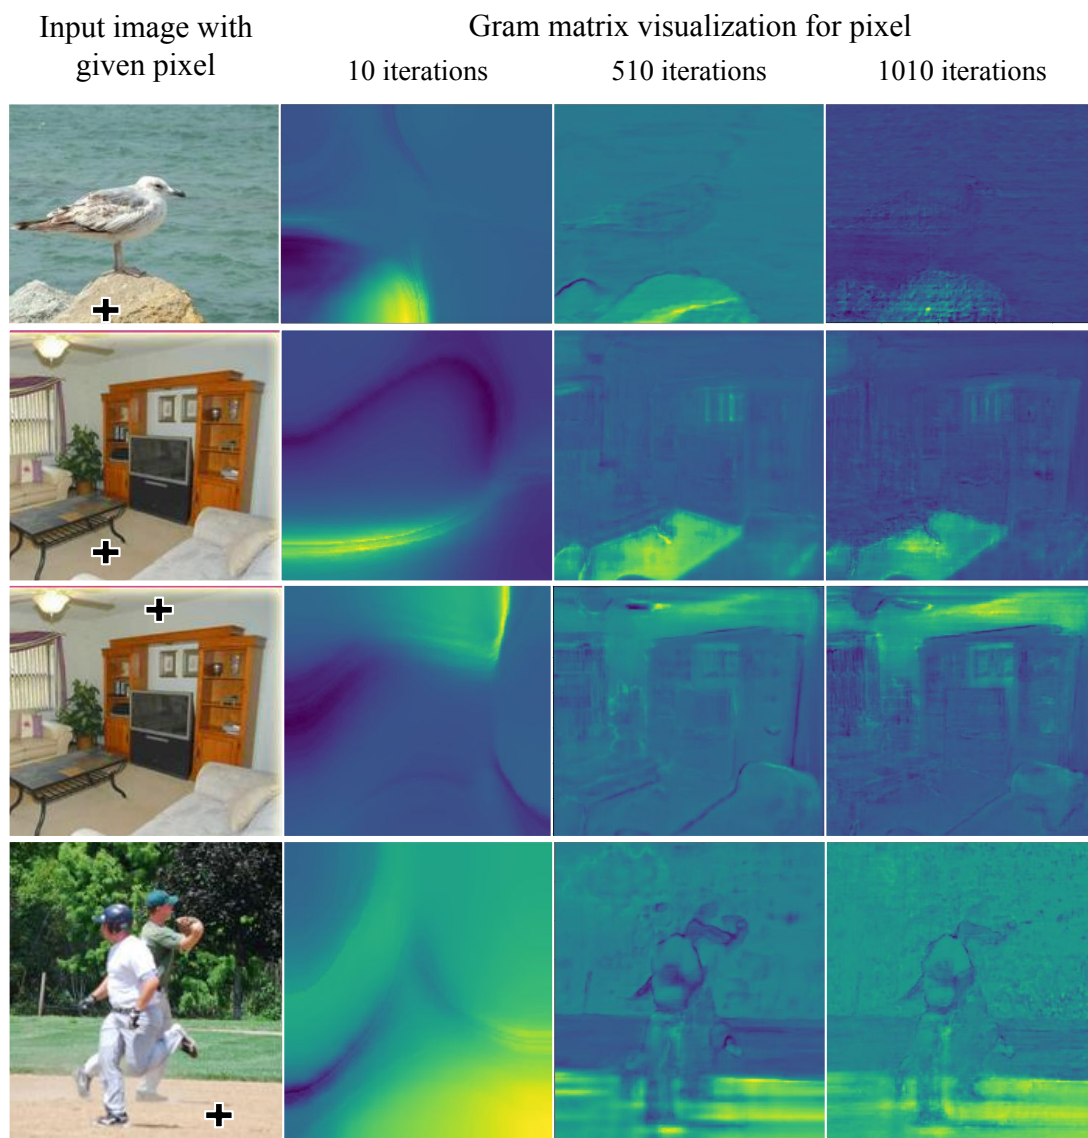 Input image with
given pixel
Gram matrix visualization for pixel
10 iterations
510 iterations
1010 iterations